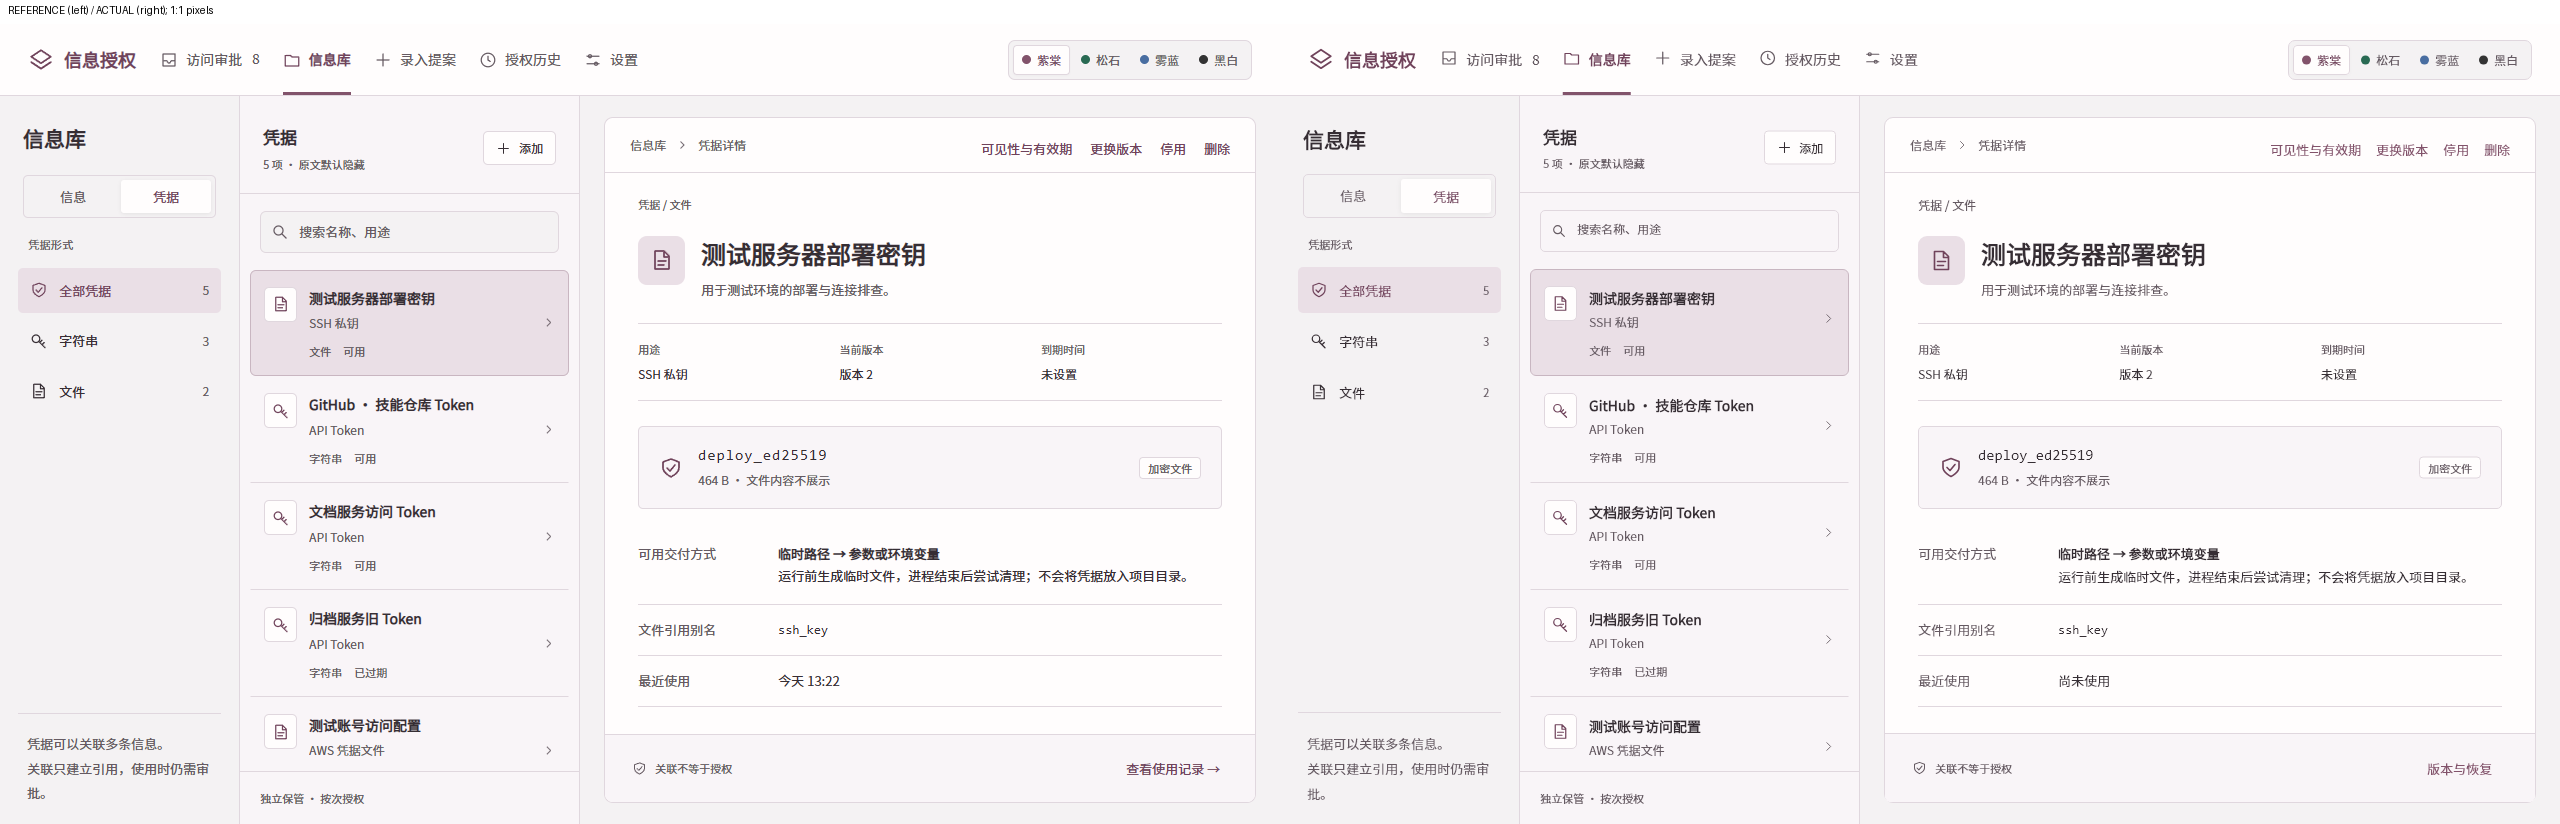 REFERENCE (left) / ACTUAL (right); 1:1 pixels
信息授权 访问审批 8 信息库 录入提案 授权历史 设置 紫棠 松石 雾蓝 黑白
信息库
信息 凭据
凭据形式
全部凭据 5
字符串 3
文件 2
凭据可以关联多条信息。
关联只建立引用，使用时仍需审
批。
凭据
5 项 · 原文默认隐藏
添加
搜索名称、用途
测试服务器部署密钥
SSH 私钥
文件 可用
GitHub · 技能仓库 Token
API Token
字符串 可用
文档服务访问 Token
API Token
字符串 可用
归档服务旧 Token
API Token
字符串 已过期
测试账号访问配置
AWS 凭据文件
独立保管 · 按次授权
信息库 凭据详情 可见性与有效期 更换版本 停用 删除
凭据 / 文件
测试服务器部署密钥
用于测试环境的部署与连接排查。
用途 当前版本 到期时间
SSH 私钥 版本 2 未设置
deploy_ed25519
464 B · 文件内容不展示
加密文件
可用交付方式 临时路径 → 参数或环境变量
运行前生成临时文件，进程结束后尝试清理；不会将凭据放入项目目录。
文件引用别名 ssh_key
最近使用 今天 13:22
关联不等于授权 查看使用记录 →
信息授权 访问审批 8 信息库 录入提案 授权历史 设置 紫棠 松石 雾蓝 黑白
信息库
信息 凭据
凭据形式
全部凭据 5
字符串 3
文件 2
凭据可以关联多条信息。
关联只建立引用，使用时仍需审
批。
凭据
5 项 · 原文默认隐藏
添加
搜索名称、用途
测试服务器部署密钥
SSH 私钥
文件 可用
GitHub · 技能仓库 Token
API Token
字符串 可用
文档服务访问 Token
API Token
字符串 可用
归档服务旧 Token
API Token
字符串 已过期
测试账号访问配置
AWS 凭据文件
独立保管 · 按次授权
信息库 凭据详情 可见性与有效期 更换版本 停用 删除
凭据 / 文件
测试服务器部署密钥
用于测试环境的部署与连接排查。
用途 当前版本 到期时间
SSH 私钥 版本 2 未设置
deploy_ed25519
464 B · 文件内容不展示
加密文件
可用交付方式 临时路径 → 参数或环境变量
运行前生成临时文件，进程结束后尝试清理；不会将凭据放入项目目录。
文件引用别名 ssh_key
最近使用 尚未使用
关联不等于授权 版本与恢复